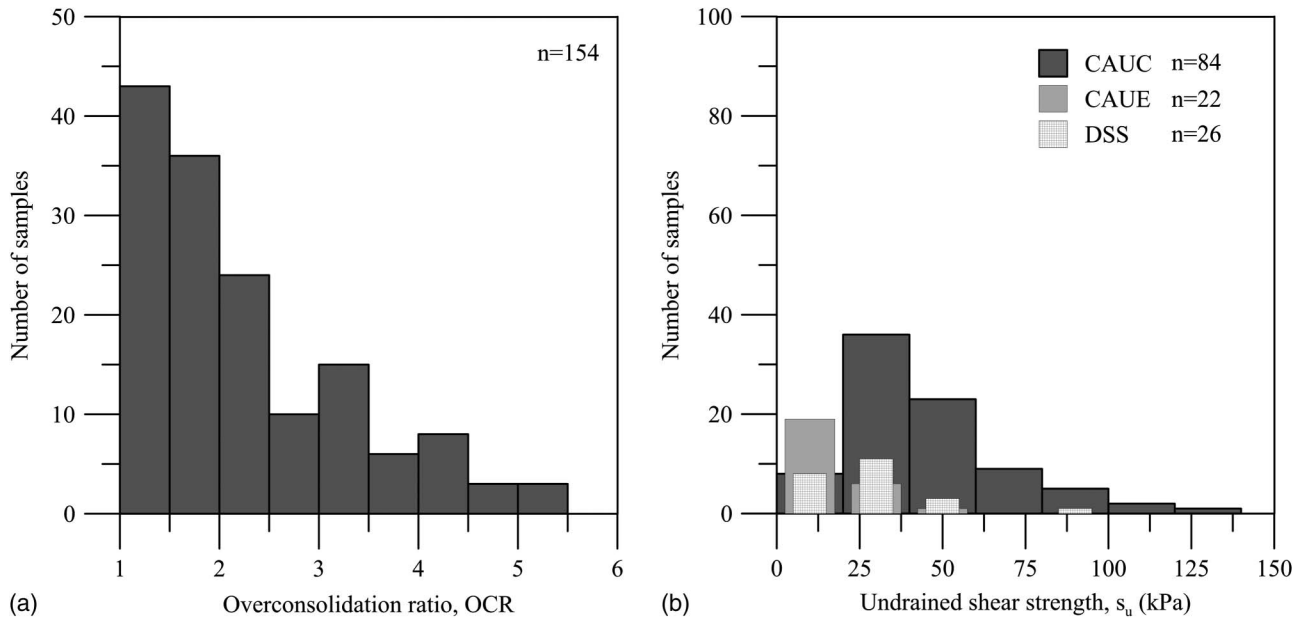 50
40
30
20
10
0
Number of samples
n=154
1 2 3 4 5 6
(a) Overconsolidation ratio, OCR
100
80
60
40
20
0
Number of samples
CAUC n=84
CAUE n=22
DSS n=26
0 25 50 75 100 125 150
(b) Undrained shear strength, su (kPa)